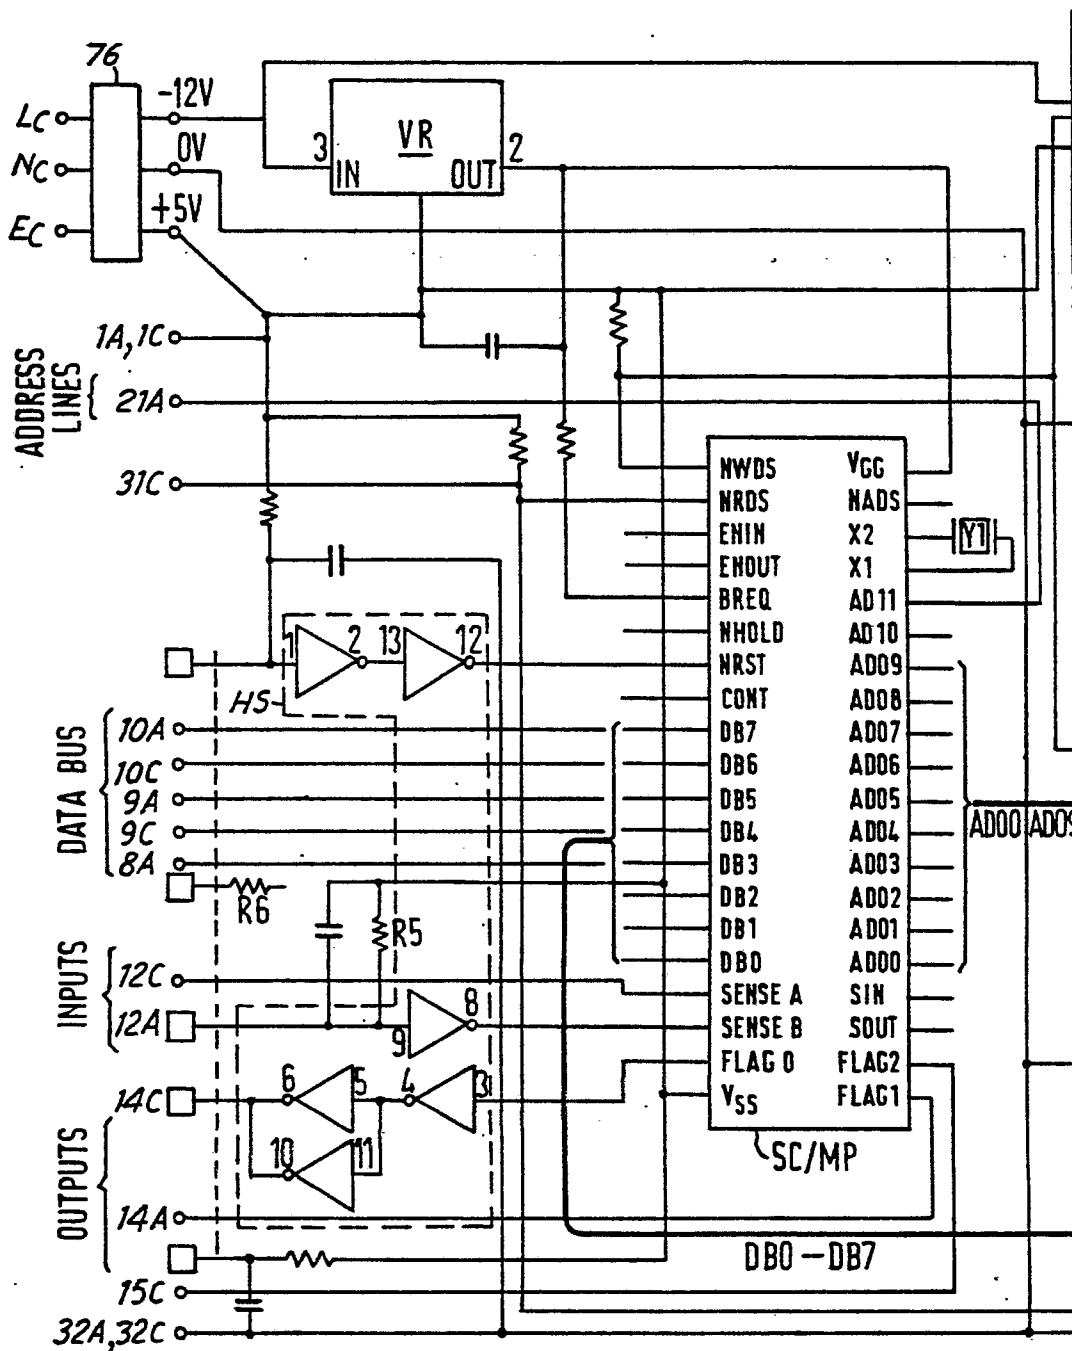 76
LC
-12V
NC
0V
EC
+5V
3
VR
2
IN
OUT
1A,1C
ADDRESS
LINES
21A
31C
NWDS
NRDS
ENIN
ENOUT
BREQ
NHOLD
NRST
CONT
DB7
DB6
DB5
DB4
DB3
DB2
DB1
DB0
SENSE A
SENSE B
FLAG 0
VSS
VGG
NADS
X2
X1
AD11
AD10
AD09
AD08
AD07
AD06
AD05
AD04
AD03
AD02
AD01
AD00
SIN
SOUT
FLAG2
FLAG1
Y1
AD00
AD09
SC/MP
1
2
13
12
HS
DATA BUS
10A
10C
9A
9C
8A
R6
R5
INPUTS
12C
12A
8
9
OUTPUTS
14C
6
5
4
3
10
11
14A
15C
32A,32C
DB0-DB7